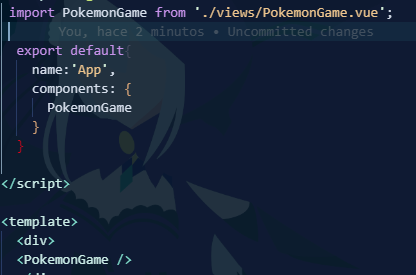 import PokemonGame from './views/PokemonGame.vue';
You, hace 2 minutos • Uncommitted changes
export default{
name:'App',
components: {
PokemonGame
}
}
</script>
<template>
<div>
<PokemonGame />